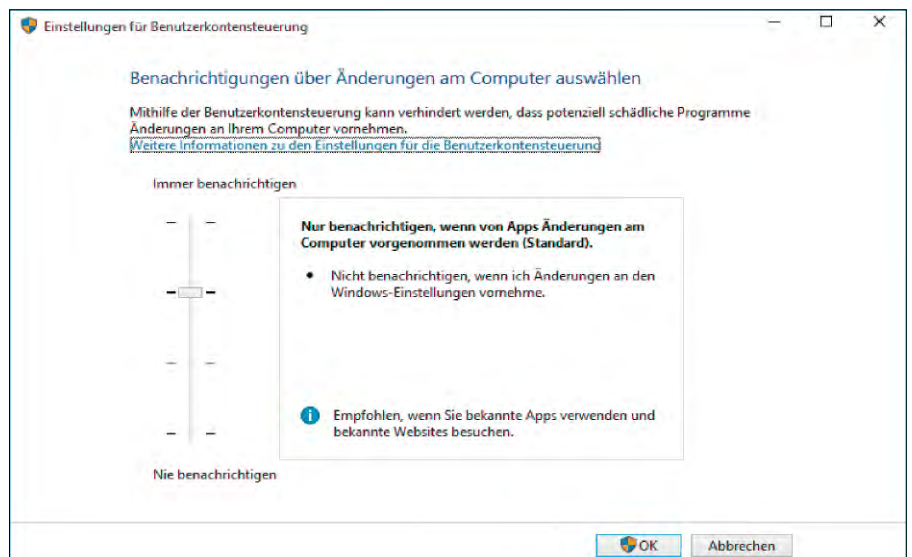 Einstellungen für Benutzerkontensteuerung
Benachrichtigungen über Änderungen am Computer auswählen
Mithilfe der Benutzerkontensteuerung kann verhindert werden, dass potenziell schädliche Programme
Änderungen an Ihrem Computer vornehmen.
Weitere Informationen zu den Einstellungen für die Benutzerkontensteuerung
Immer benachrichtigen
Nur benachrichtigen, wenn von Apps Änderungen am
Computer vorgenommen werden (Standard).
• Nicht benachrichtigen, wenn ich Änderungen an den
Windows-Einstellungen vornehme.
Empfohlen, wenn Sie bekannte Apps verwenden und
bekannte Websites besuchen.
Nie benachrichtigen
OK
Abbrechen